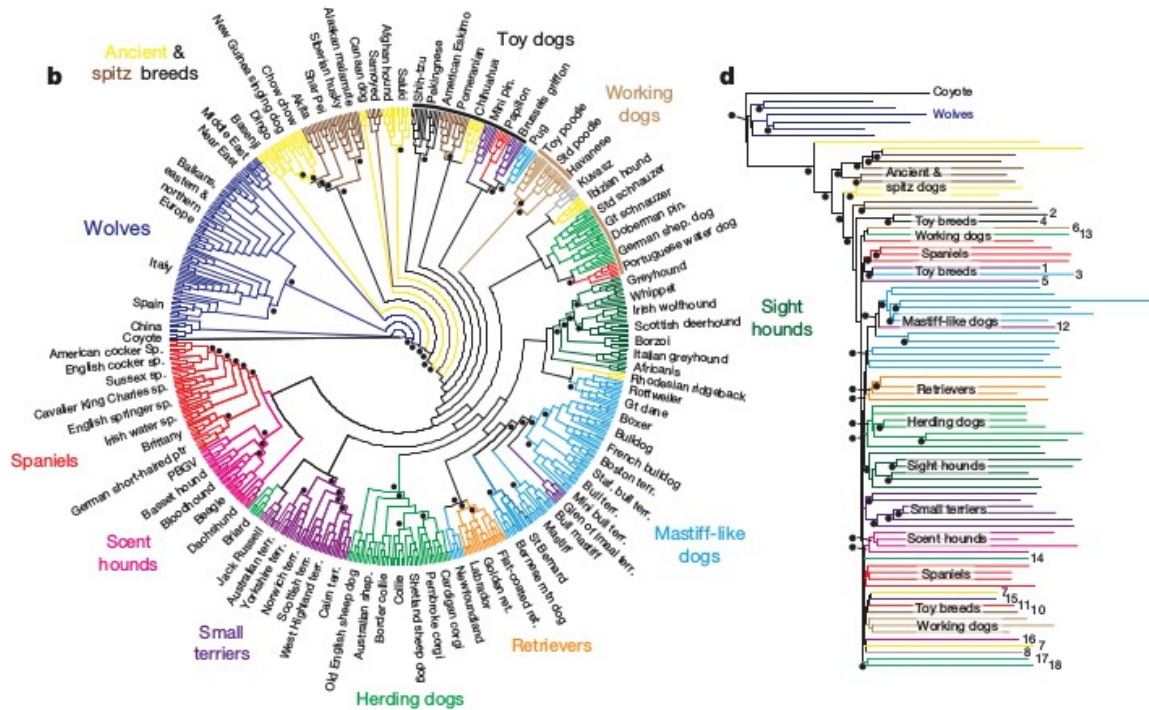 b
Ancient &
spitz breeds
Toy dogs
Working
dogs
Sight
hounds
Mastiff-like
dogs
Retrievers
Herding dogs
Small
terriers
Scent
hounds
Spaniels
Wolves
Coyote
China
Spain
Italy
Balkans,
eastern &
northern
Europe
Near East
Middle East
Basenji
Dingo
New Guinea singing dog
Chow chow
Akita
Shar Pei
Siberian husky
Alaskan malamute
Canaan dog
Samoyed
Afghan hound
Saluki
Shih-tzu
Pekingnese
American Eskimo
Pomeranian
Chihuahua
Mini pin.
Papillon
Brussels griffon
Pug
Toy poodle
Std poodle
Havanese
Kuvasz
Ibizian hound
Std schnauzer
Gt schnauzer
Doberman pin.
German shep. dog
Portuguese water dog
Greyhound
Whippet
Irish wolfhound
Scottish deerhound
Borzoi
Italian greyhound
Africanis
Rhodesian ridgeback
Rottweiler
Gt dane
Boxer
Bulldog
French bulldog
Boston terr.
Staf. bull terr.
Bull terr.
Mini bull terr.
Glen of Imaal terr.
Bull mastiff
Mastiff
St Bernard
Bernese mntn dog
Flat-coated ret.
Golden ret.
Labrador
Newfoundland
Cardigan corgi
Pembroke corgi
Shetland sheep dog
Collie
Border collie
Australian shep.
Old English sheep dog
Cairn terr.
West Highland terr.
Scottish terr.
Norwich terr.
Yorkshire terr.
Australian terr.
Jack Russell
Briard
Dachshund
Beagle
Bloodhound
Basset hound
PBGV
German short-haired ptr
Brittany
Irish water sp.
English springer sp.
Cavalier King Charles sp.
Sussex sp.
English cocker sp.
American cocker Sp.
d
Coyote
Wolves
Ancient &
spitz dogs
2
Toy breeds
4
6
Working dogs
13
Spaniels
Toy breeds
1
3
5
Mastiff-like dogs
12
Retrievers
Herding dogs
Sight hounds
Small terriers
Scent hounds
14
Spaniels
7
15
Toy breeds
11
10
Working dogs
16
7
8
17
18